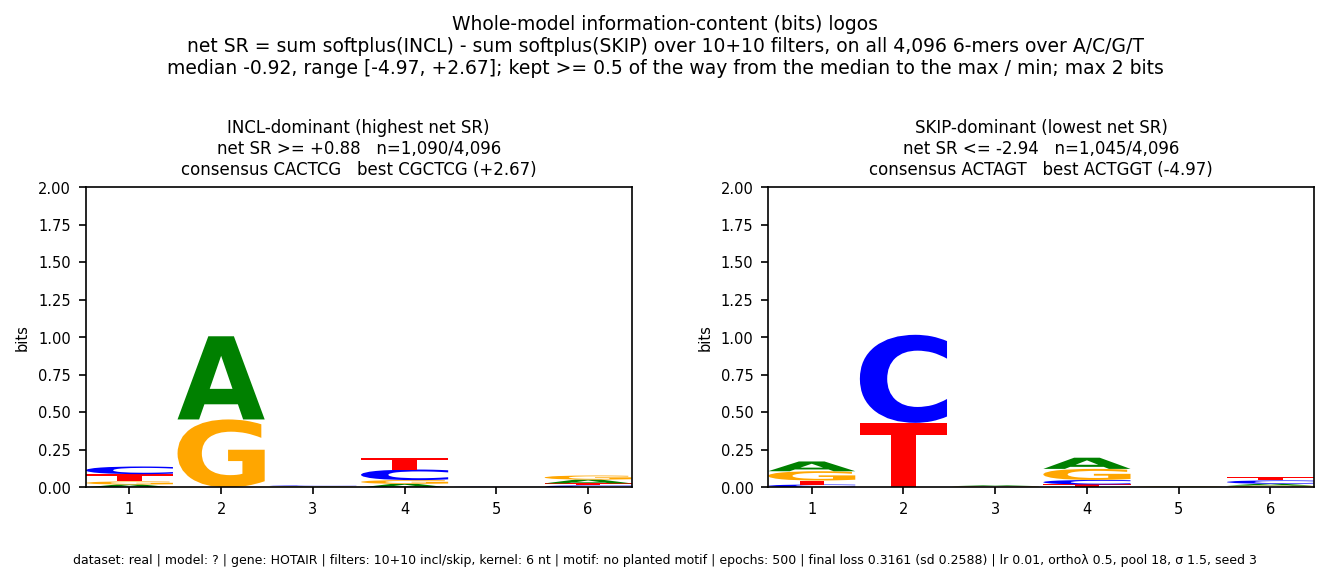 Whole-model information-content (bits) logos
net SR = sum softplus(INCL) - sum softplus(SKIP) over 10+10 filters, on all 4,096 6-mers over A/C/G/T
median -0.92, range [-4.97, +2.67]; kept >= 0.5 of the way from the median to the max / min; max 2 bits
INCL-dominant (highest net SR)
net SR >= +0.88   n=1,090/4,096
consensus CACTCG   best CGCTCG (+2.67)
2.00
1.75
1.50
1.25
1.00
0.75
0.50
0.25
0.00
bits
C
T
G
A
A
G
T
C
G
A
G
A
T
1 2 3 4 5 6
SKIP-dominant (lowest net SR)
net SR <= -2.94   n=1,045/4,096
consensus ACTAGT   best ACTGGT (-4.97)
2.00
1.75
1.50
1.25
1.00
0.75
0.50
0.25
0.00
bits
A
G
T
C
C
T
A
G
C
T
T
C
A
1 2 3 4 5 6
dataset: real | model: ? | gene: HOTAIR | filters: 10+10 incl/skip, kernel: 6 nt | motif: no planted motif | epochs: 500 | final loss 0.3161 (sd 0.2588) | lr 0.01, orthoλ 0.5, pool 18, σ 1.5, seed 3